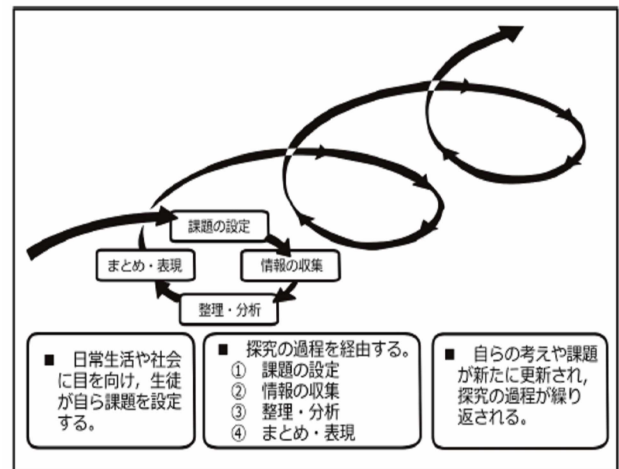 課題の設定
まとめ・表現
情報の収集
整理・分析
■ 日常生活や社会
に目を向け，生徒
が自ら課題を設定
する。
■ 探究の過程を経由する。
① 課題の設定
② 情報の収集
③ 整理・分析
④ まとめ・表現
■ 自らの考えや課題
が新たに更新され，
探究の過程が繰り
返される。